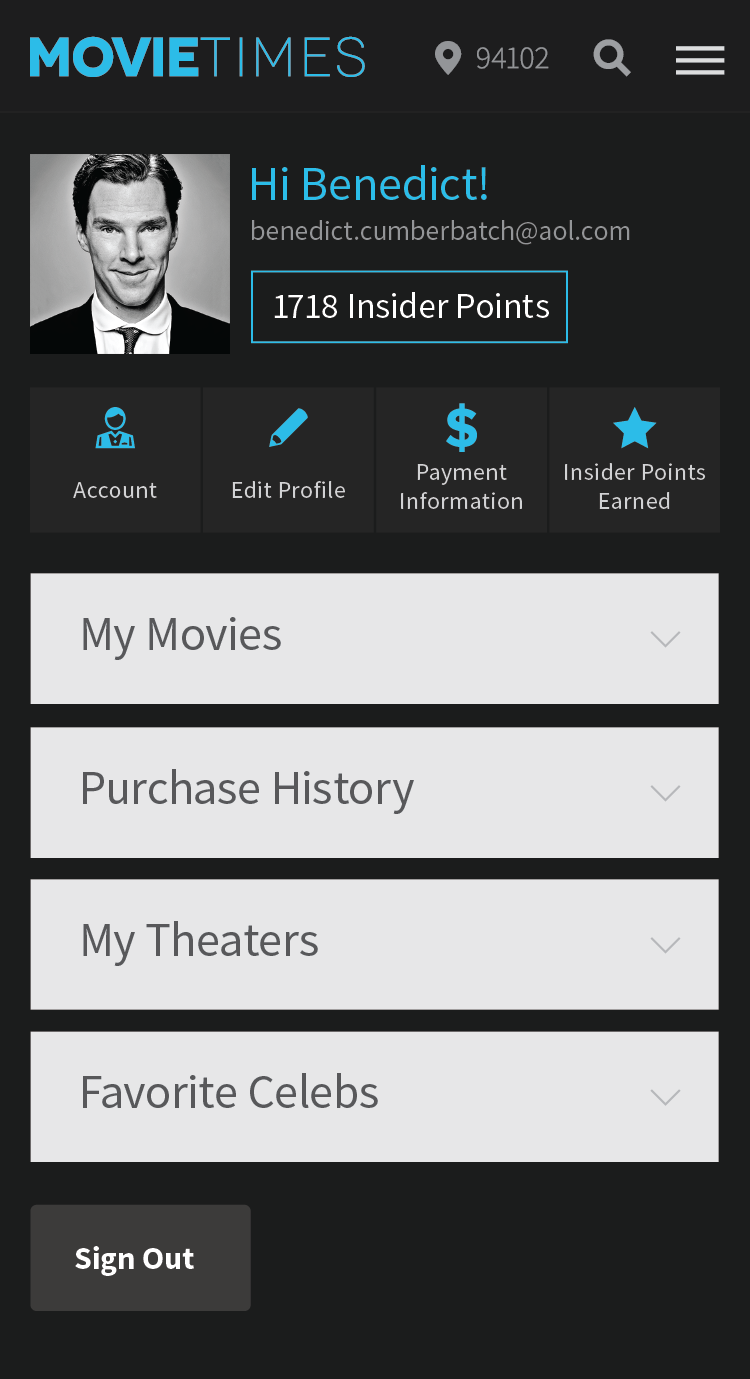 MOVIETIMES
94102
Hi Benedict!
benedict.cumberbatch@aol.com
1718 Insider Points
Account
Edit Profile
Payment
Information
Insider Points
Earned
My Movies
Purchase History
My Theaters
Favorite Celebs
Sign Out